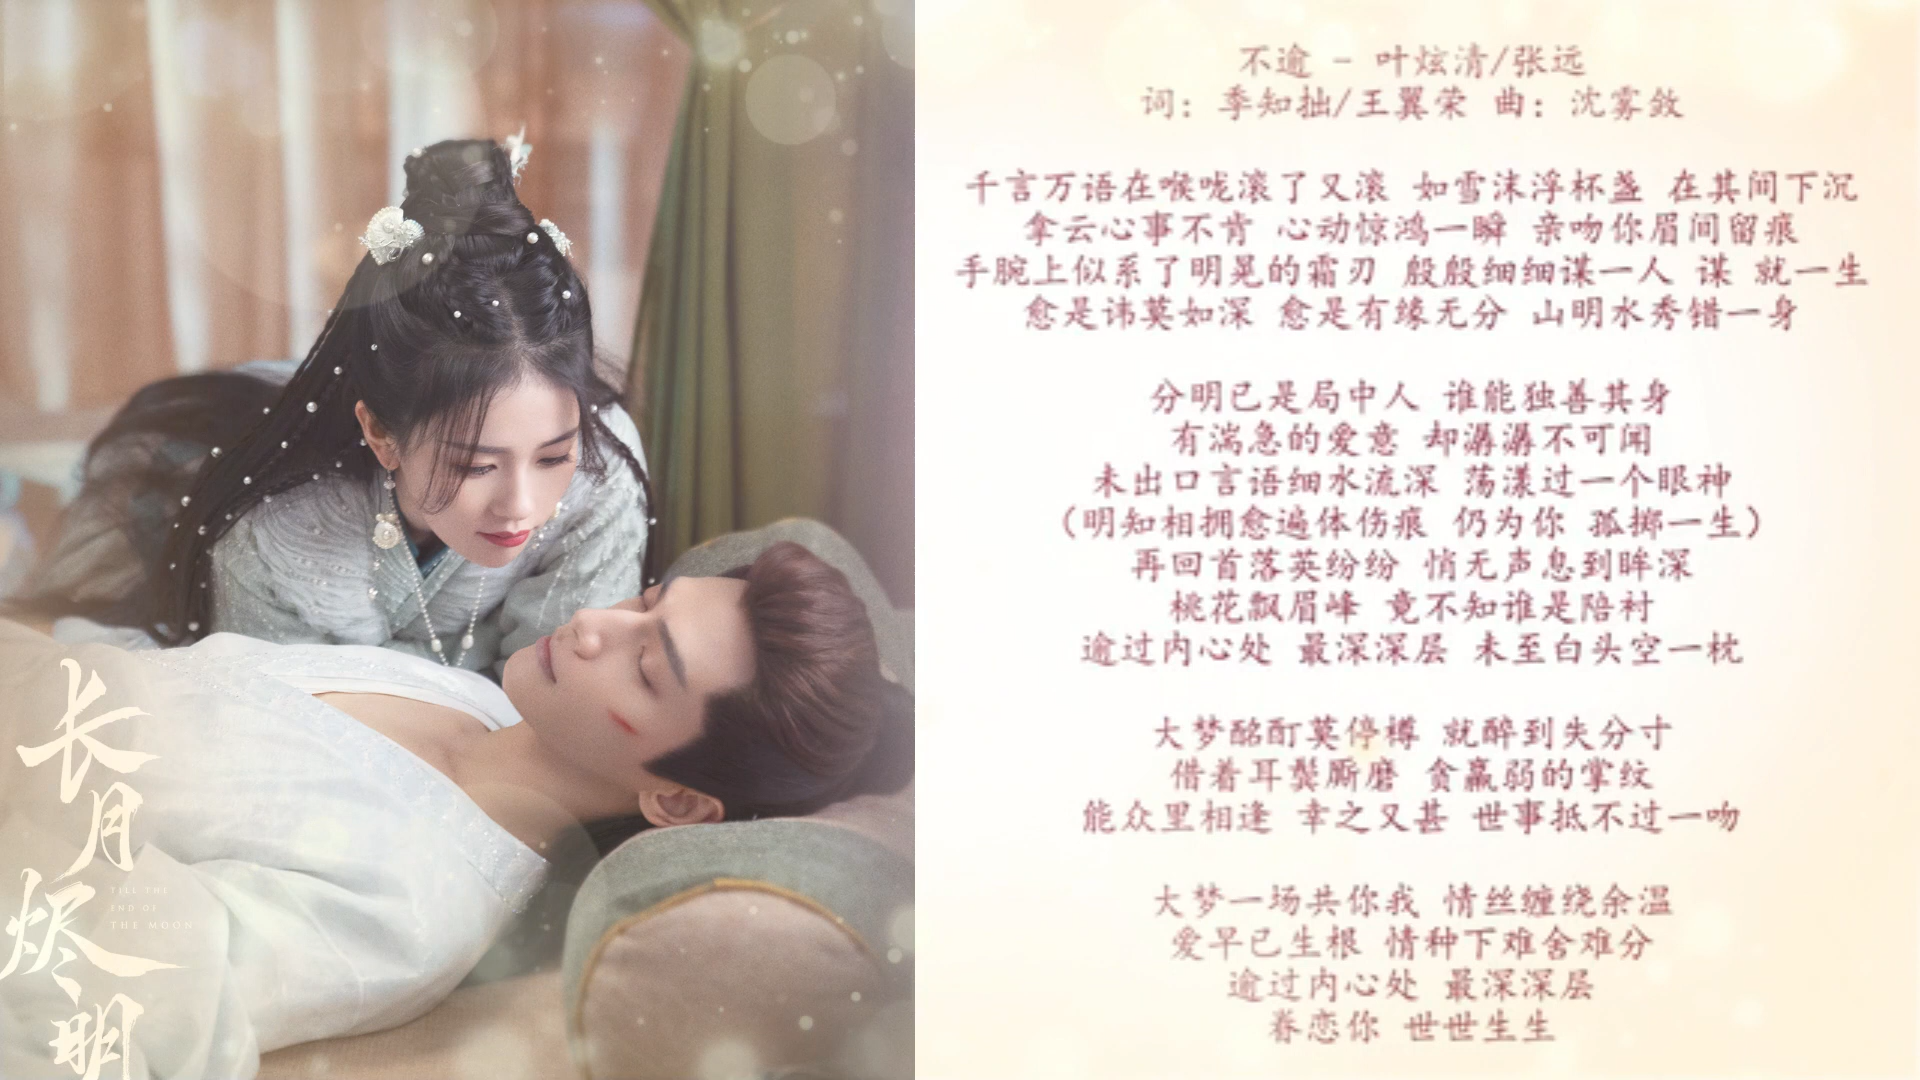 长月烬明
TILL THE
END OF
THE MOON
不逾 - 叶炫清/张远
词：季知拙/王翼荣 曲：沈雾敛
千言万语在喉咙滚了又滚 如雪沫浮杯盏 在其间下沉
拿云心事不肯 心动惊鸿一瞬 亲吻你眉间留痕
手腕上似系了明晃的霜刃 殷殷细细谋一人 谋 就一生
愈是讳莫如深 愈是有缘无分 山明水秀错一身
分明已是局中人 谁能独善其身
有湍急的爱意 却潺潺不可闻
未出口言语细水流深 荡漾过一个眼神
（明知相拥愈遍体伤痕 仍为你 孤掷一生）
再回首落英纷纷 悄无声息到眸深
桃花飘眉峰 竟不知谁是陪衬
逾过内心处 最深深层 未至白头空一枕
大梦酩酊莫停樽 就醉到失分寸
借着耳鬓厮磨 贪羸弱的掌纹
能众里相逢 幸之又甚 世事抵不过一吻
大梦一场共你我 情丝缠绕余温
爱早已生根 情种下难舍难分
逾过内心处 最深深层
眷恋你 世世生生